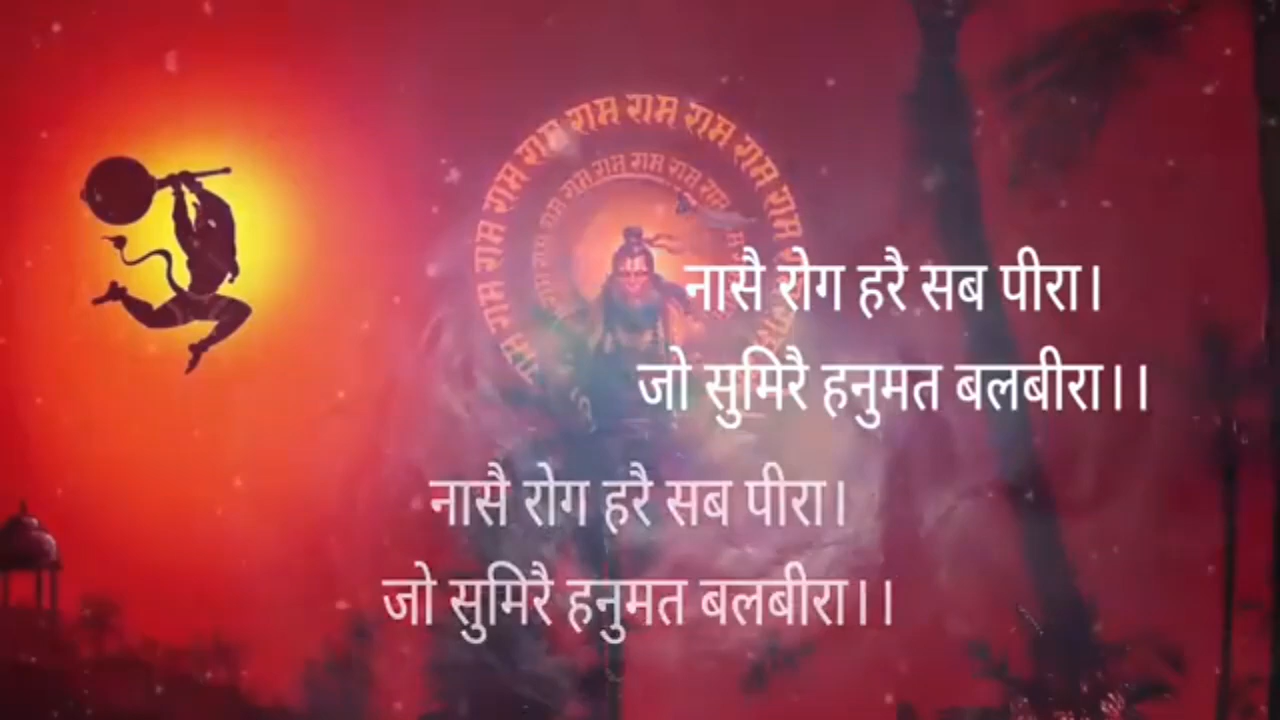 राम राम राम राम राम राम राम राम राम राम
राम राम राम राम राम राम
नासै रोग हरै सब पीरा।
जो सुमिरै हनुमत बलबीरा।।
नासै रोग हरै सब पीरा।
जो सुमिरै हनुमत बलबीरा।।